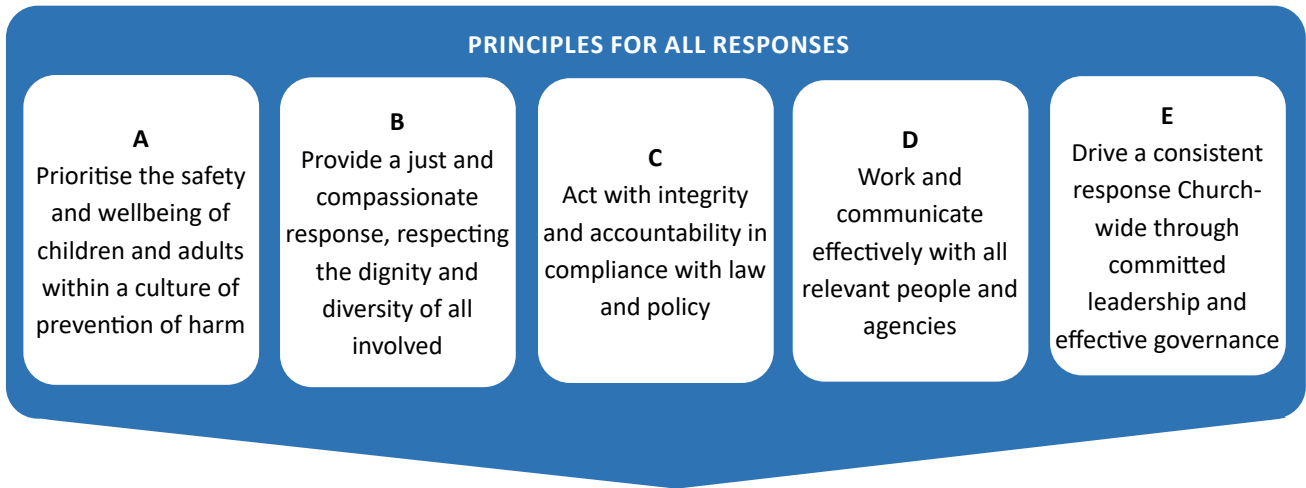 PRINCIPLES FOR ALL RESPONSES
A
Prioritise the safety
and wellbeing of
children and adults
within a culture of
prevention of harm
B
Provide a just and
compassionate
response, respecting
the dignity and
diversity of all
involved
C
Act with integrity
and accountability in
compliance with law
and policy
D
Work and
communicate
effectively with all
relevant people and
agencies
E
Drive a consistent
response Church-
wide through
committed
leadership and
effective governance